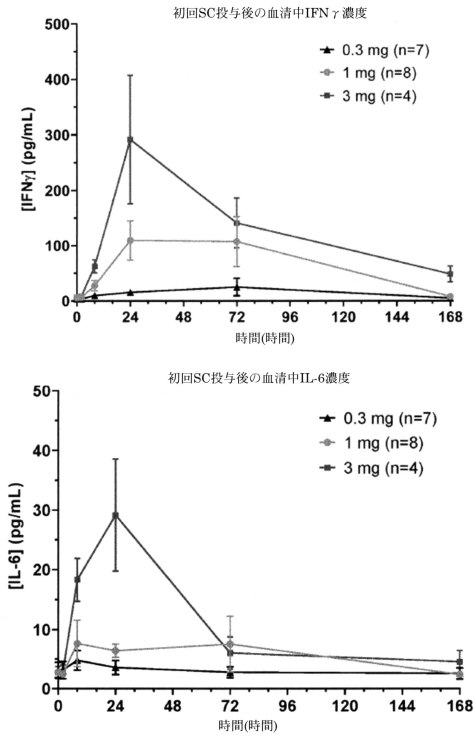 初回SC投与後の血清中IFNγ濃度
500
400
300
200
100
0
[IFNγ] (pg/mL)
0.3 mg (n=7)
1 mg (n=8)
3 mg (n=4)
0 24 48 72 96 120 144 168
時間(時間)
初回SC投与後の血清中IL-6濃度
50
40
30
20
10
0
[IL-6] (pg/mL)
0.3 mg (n=7)
1 mg (n=8)
3 mg (n=4)
0 24 48 72 96 120 144 168
時間(時間)